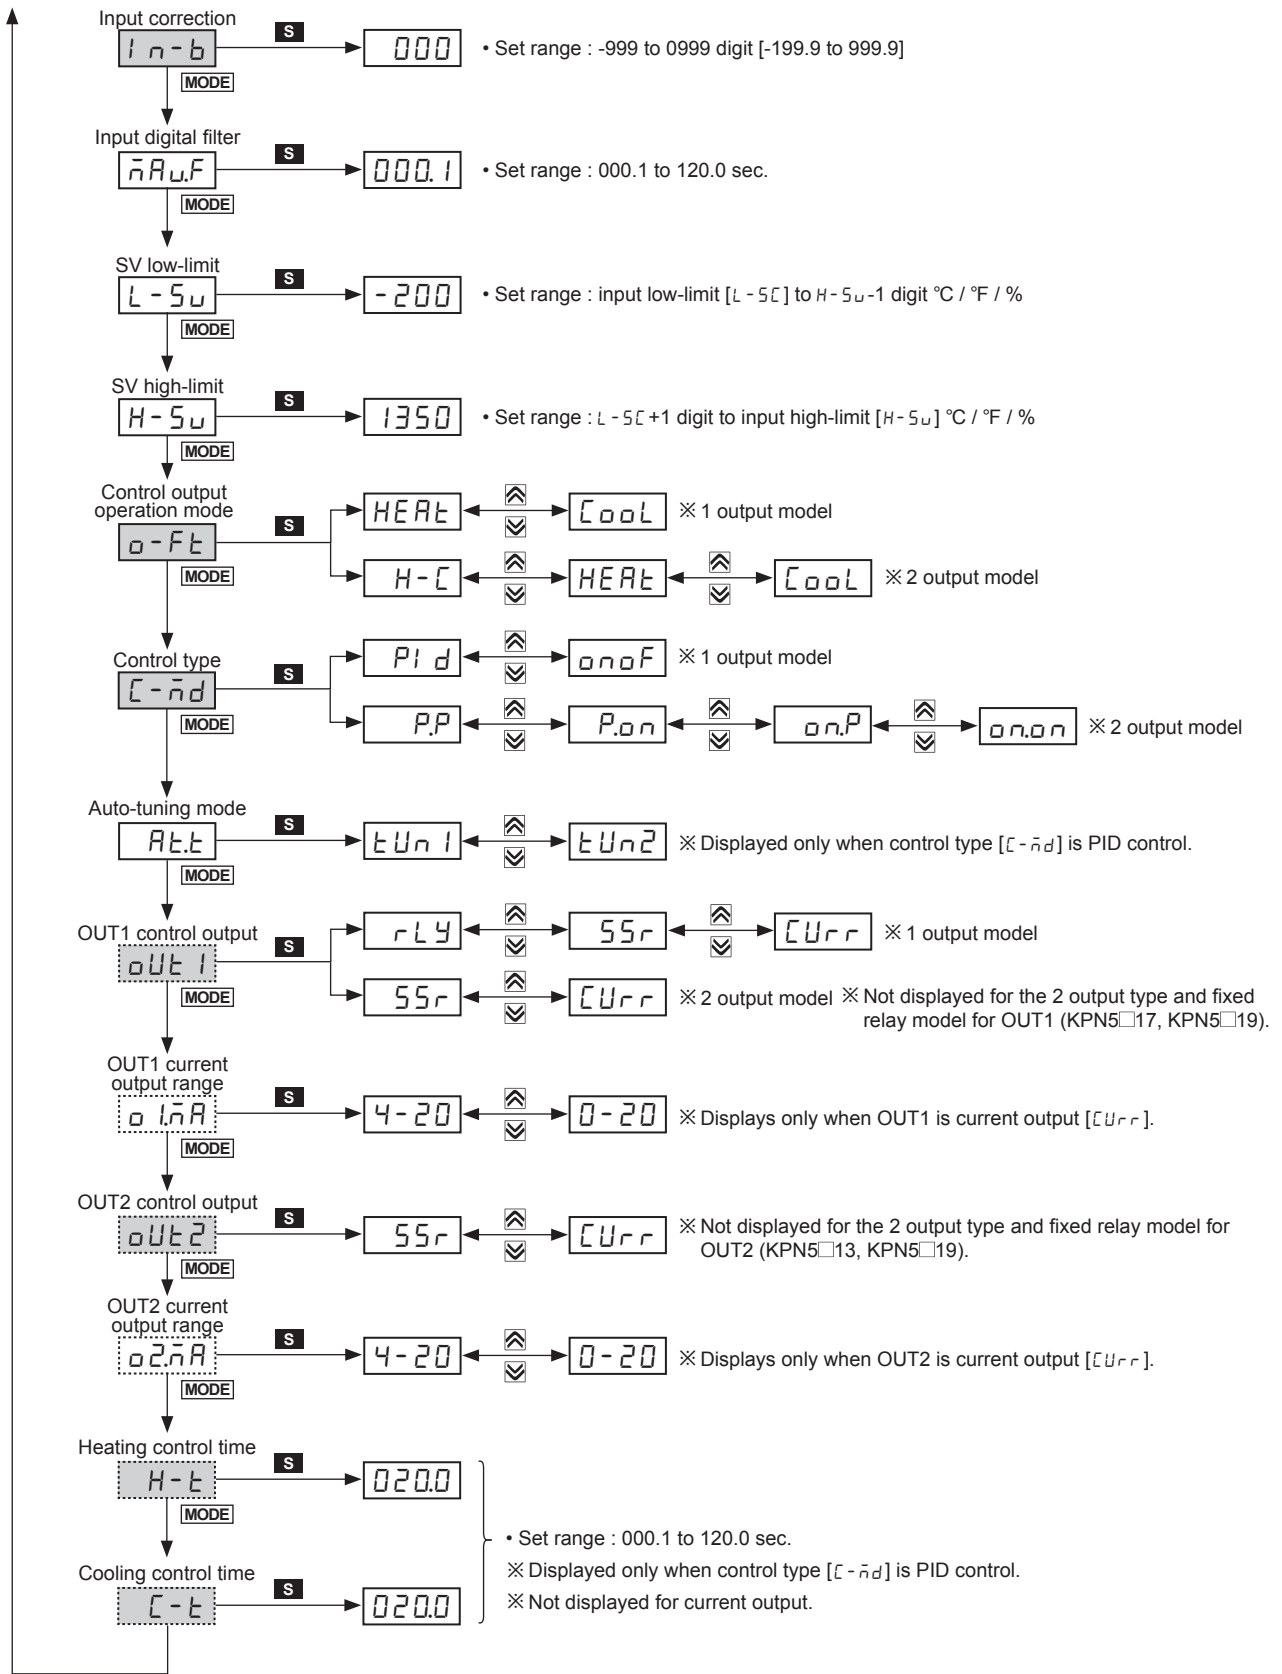 Input correction
In-b S 000 • Set range : -999 to 0999 digit [-199.9 to 999.9]
MODE
Input digital filter
mAu.F S 000.1 • Set range : 000.1 to 120.0 sec.
MODE
SV low-limit
L-Su S -200 • Set range : input low-limit [L-SC] to H-Su-1 digit ℃ / ℉ / %
MODE
SV high-limit
H-Su S 1350 • Set range : L-SC+1 digit to input high-limit [H-Su] ℃ / ℉ / %
MODE
Control output
operation mode
HEAt CooL ※ 1 output model
o-Ft S
MODE
H-C HEAt CooL ※ 2 output model
Control type
PId onoF ※ 1 output model
C-md S
MODE
P.P P.on on.P on.on ※ 2 output model
Auto-tuning mode
At.t S tUn1 tUn2 ※ Displayed only when control type [C-md] is PID control.
MODE
OUT1 control output
rLY SSr CUrr ※ 1 output model
oUt1 S
MODE
SSr CUrr ※ 2 output model ※ Not displayed for the 2 output type and fixed
relay model for OUT1 (KPN5□17, KPN5□19).
OUT1 current
output range
o1.mA S 4-20 0-20 ※ Displays only when OUT1 is current output [CUrr].
MODE
OUT2 control output
oUt2 S SSr CUrr ※ Not displayed for the 2 output type and fixed relay model for
OUT2 (KPN5□13, KPN5□19).
MODE
OUT2 current
output range
o2.mA S 4-20 0-20 ※ Displays only when OUT2 is current output [CUrr].
MODE
Heating control time
H-t S 020.0
MODE
• Set range : 000.1 to 120.0 sec.
※ Displayed only when control type [C-md] is PID control.
※ Not displayed for current output.
Cooling control time
C-t S 020.0